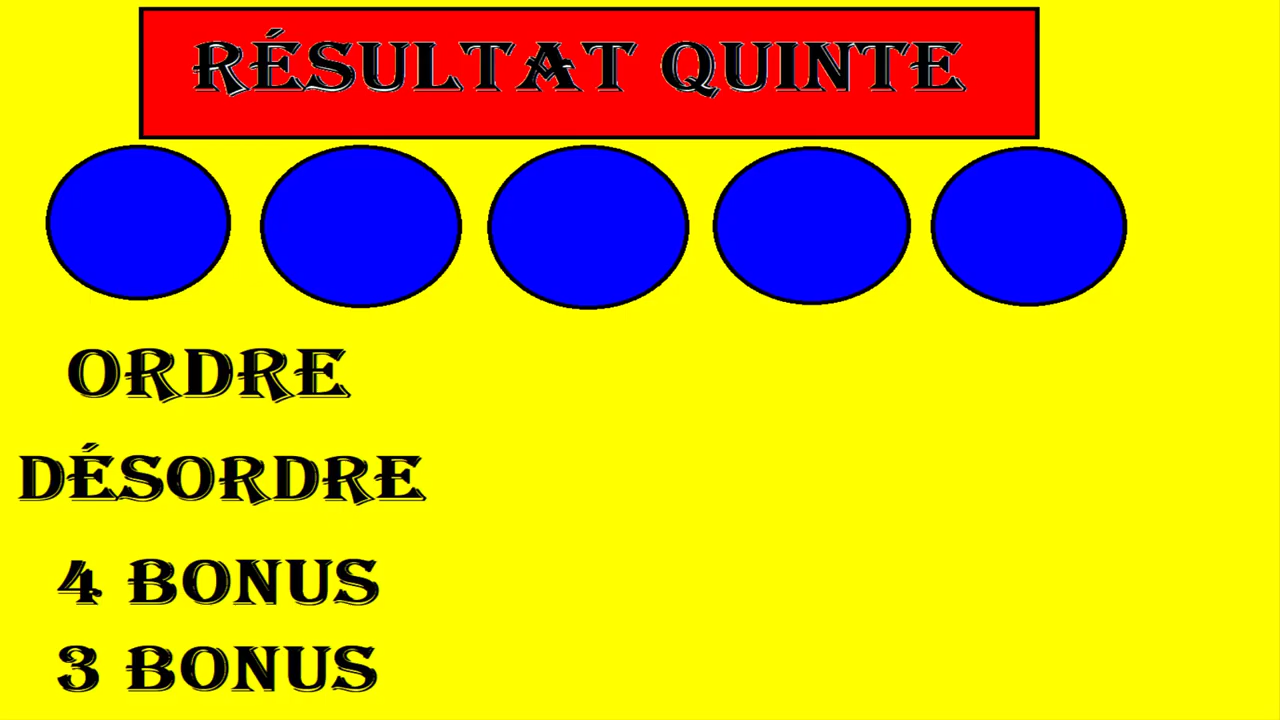 RÉSULTAT QUINTE
ORDRE
DÉSORDRE
4 BONUS
3 BONUS